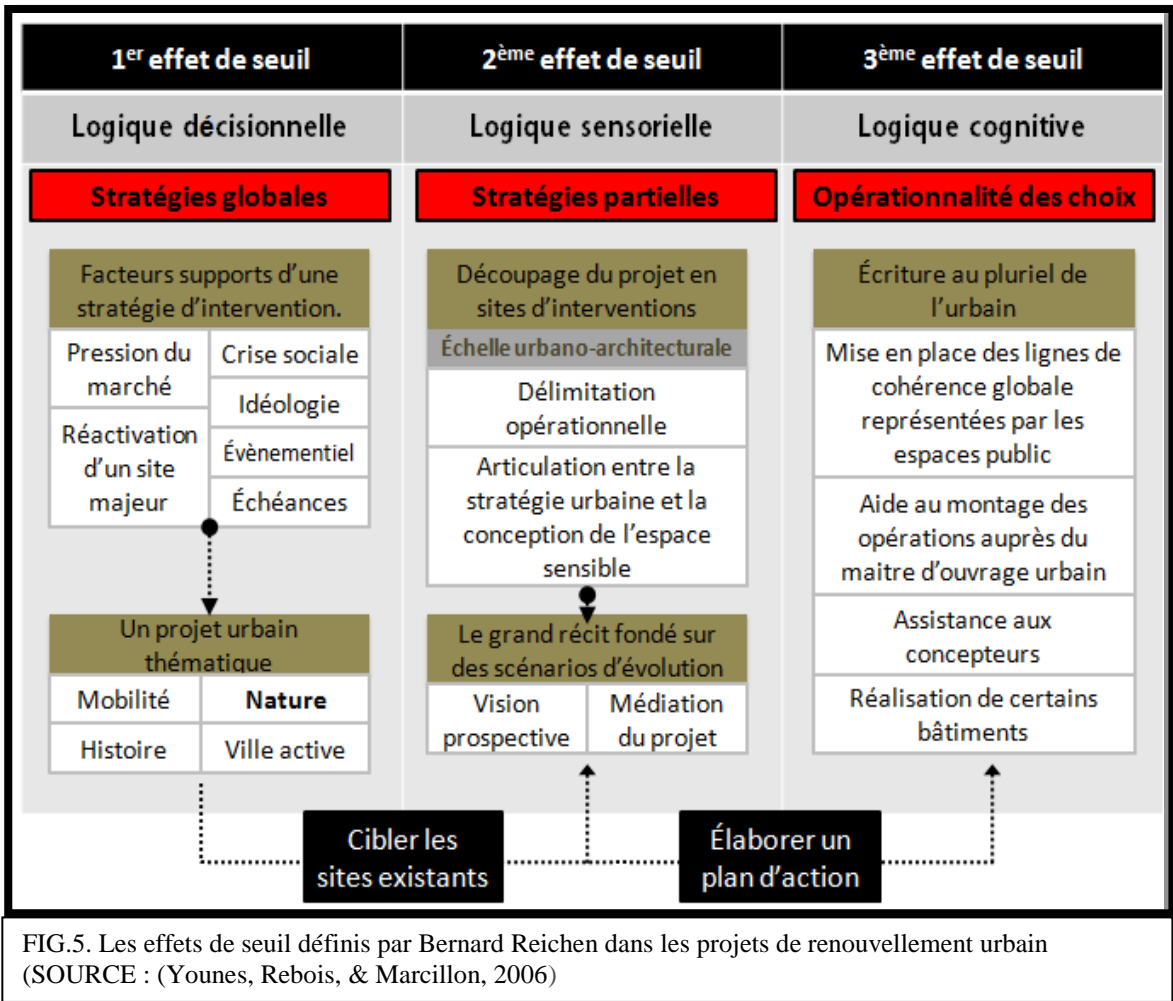 1er effet de seuil
Logique décisionnelle
Stratégies globales
Facteurs supports d'une
stratégie d'intervention.
Pression du
marché
Réactivation
d'un site
majeur
Crise sociale
Idéologie
Évènementiel
Échéances
Un projet urbain
thématique
Mobilité
Nature
Histoire
Ville active
2ème effet de seuil
Logique sensorielle
Stratégies partielles
Découpage du projet en
sites d'interventions
Échelle urbano-architecturale
Délimitation
opérationnelle
Articulation entre la
stratégie urbaine et la
conception de l'espace
sensible
Le grand récit fondé sur
des scénarios d'évolution
Vision
prospective
Médiation
du projet
3ème effet de seuil
Logique cognitive
Opérationnalité des choix
Écriture au pluriel de
l'urbain
Mise en place des lignes de
cohérence globale
représentées par les
espaces public
Aide au montage des
opérations auprès du
maitre d'ouvrage urbain
Assistance aux
concepteurs
Réalisation de certains
bâtiments
Cibler les
sites existants
Élaborer un
plan d'action
FIG.5. Les effets de seuil définis par Bernard Reichen dans les projets de renouvellement urbain
(SOURCE : (Younes, Rebois, & Marcillon, 2006)